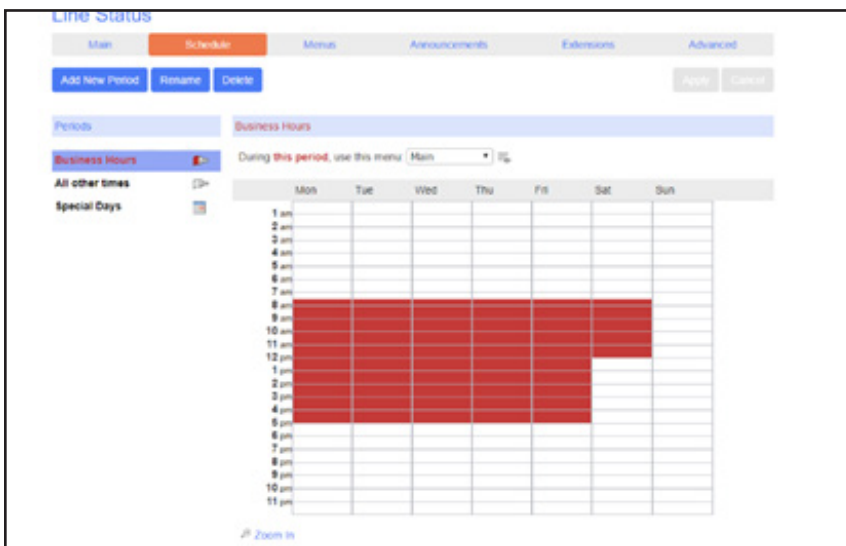 Line Status
Main Schedule Menus Announcements Extensions Advanced
Add New Period Rename Delete Apply Cancel
Periods
Business Hours
All other times
Special Days
Business Hours
During this period, use this menu: Main
Mon Tue Wed Thu Fri Sat Sun
1 am
2 am
3 am
4 am
5 am
6 am
7 am
8 am
9 am
10 am
11 am
12 pm
1 pm
2 pm
3 pm
4 pm
5 pm
6 pm
7 pm
8 pm
9 pm
10 pm
11 pm
Zoom In